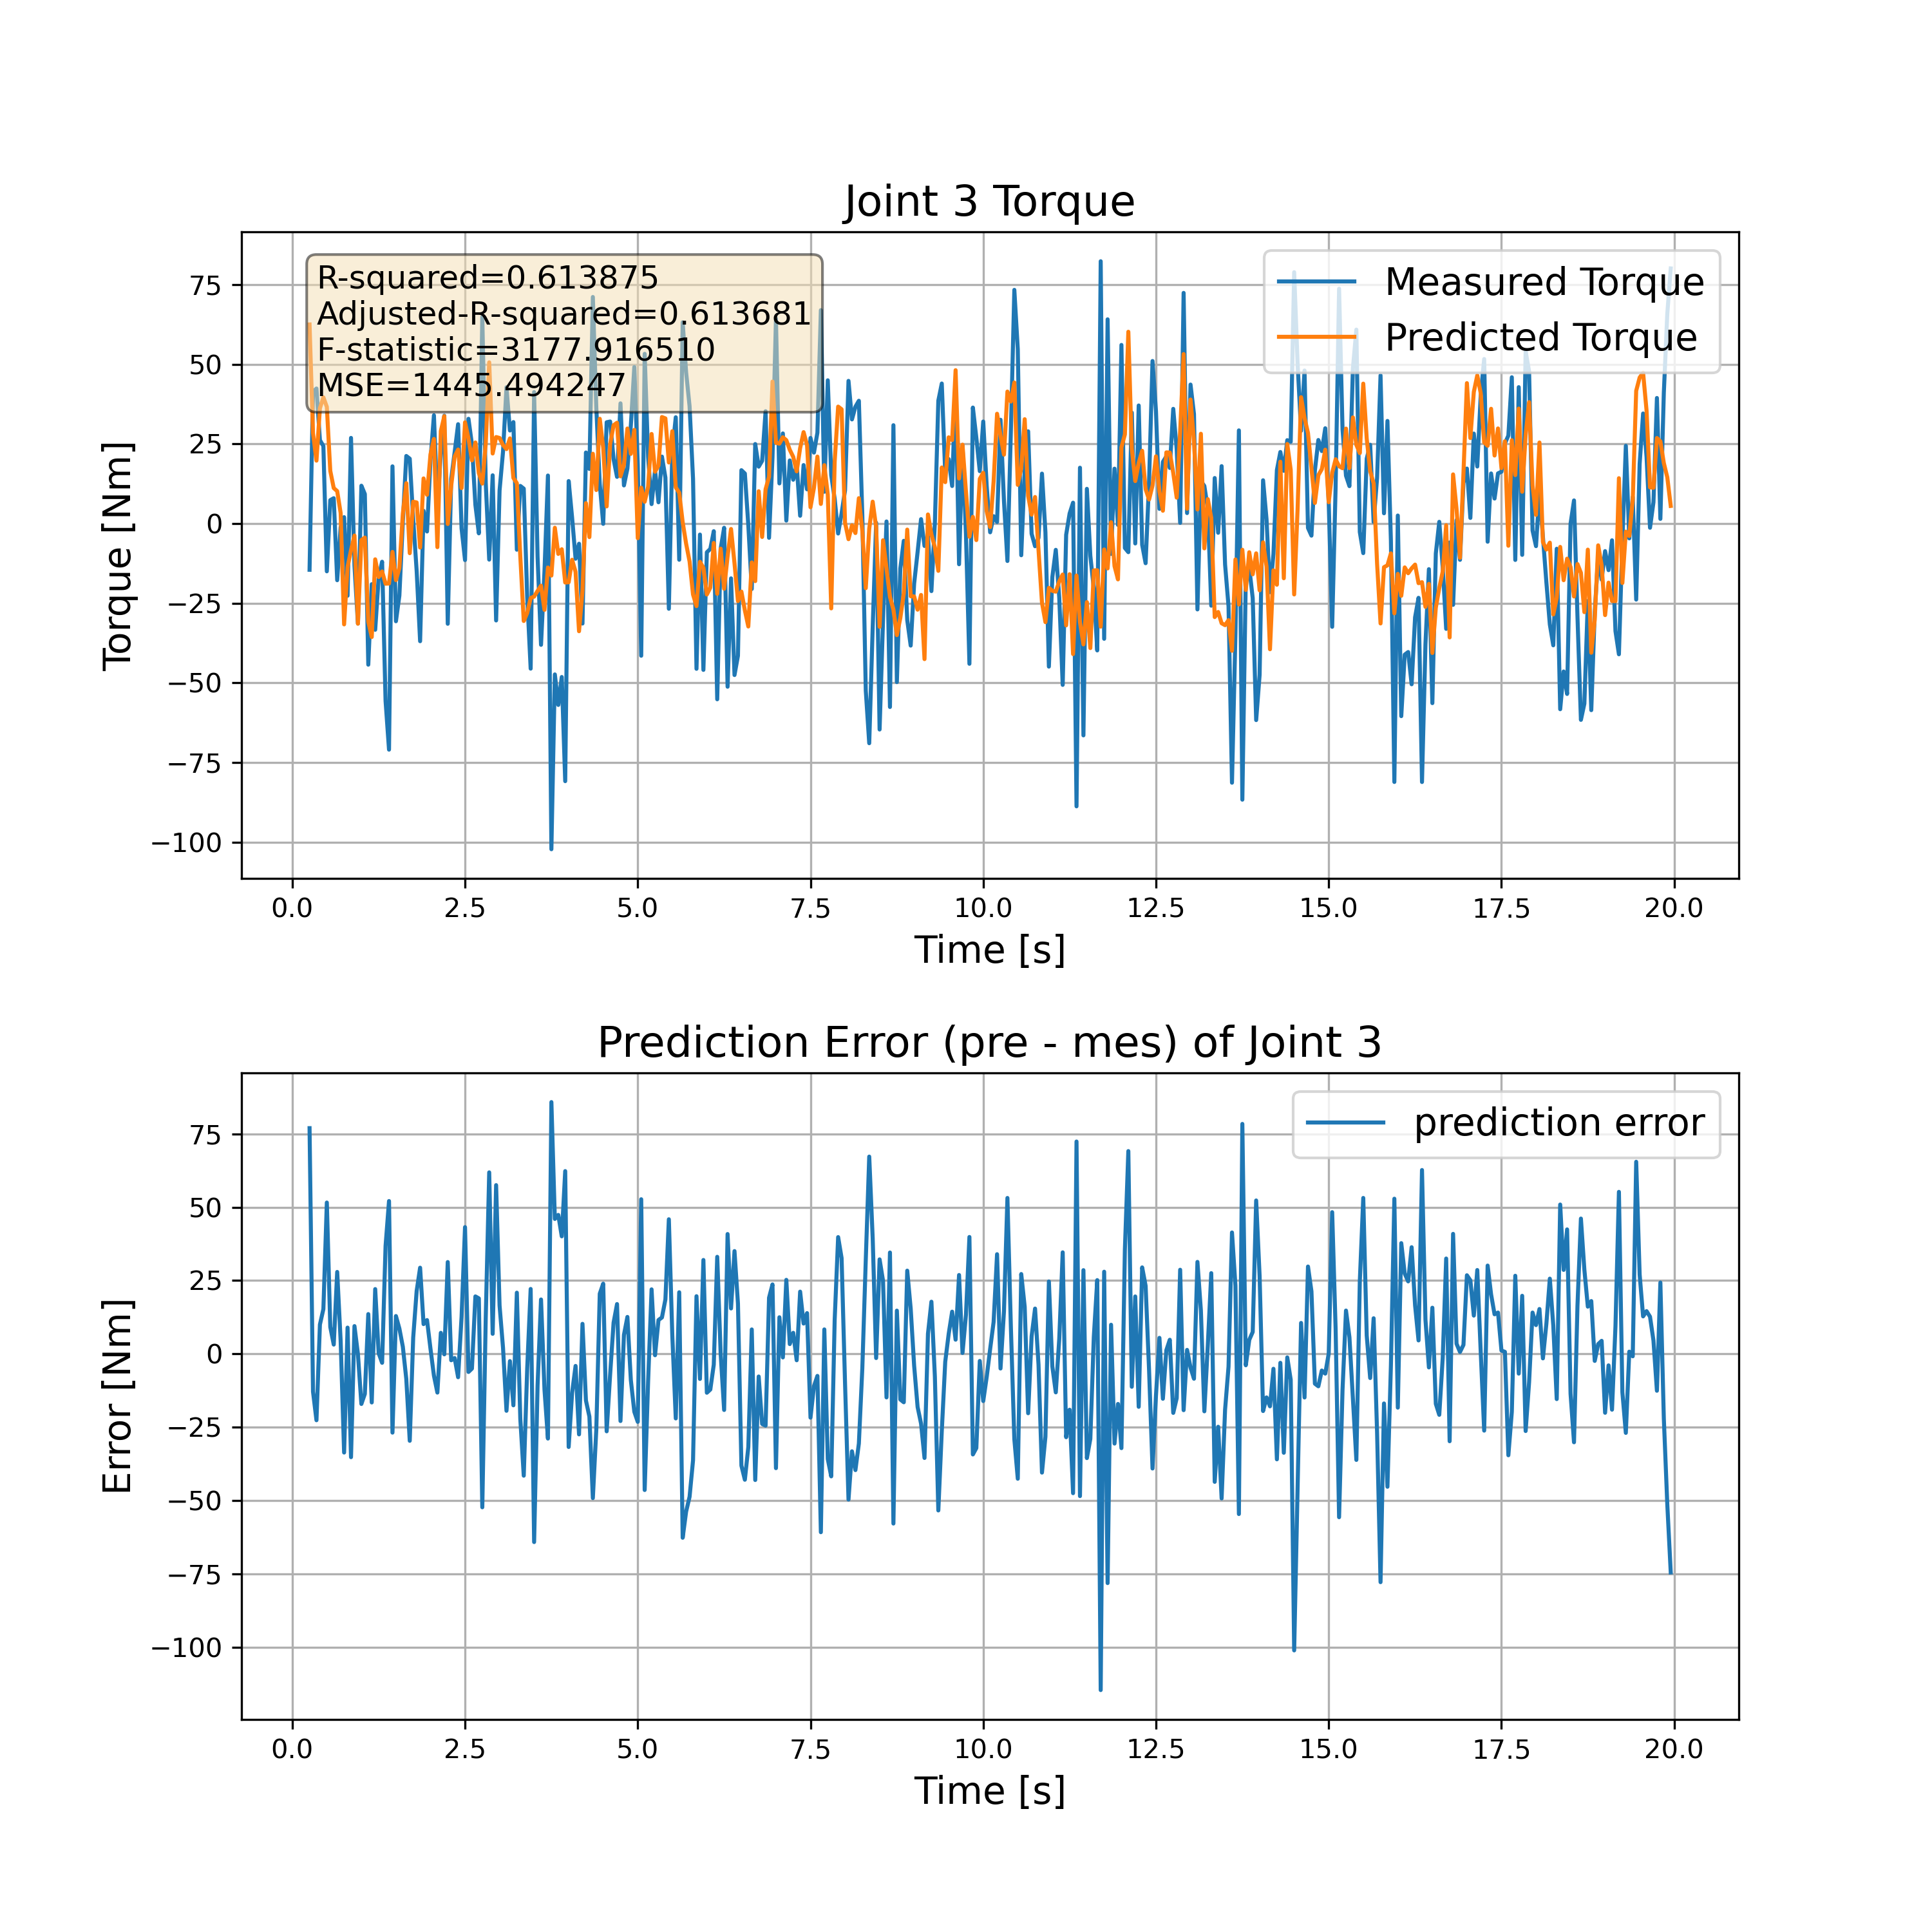 Joint 3 Torque
R-squared=0.613875
Adjusted-R-squared=0.613681
F-statistic=3177.916510
MSE=1445.494247
Measured Torque
Predicted Torque
75
50
25
0
−25
−50
−75
−100
Torque [Nm]
0.0 2.5 5.0 7.5 10.0 12.5 15.0 17.5 20.0
Time [s]
Prediction Error (pre - mes) of Joint 3
prediction error
75
50
25
0
−25
−50
−75
−100
Error [Nm]
0.0 2.5 5.0 7.5 10.0 12.5 15.0 17.5 20.0
Time [s]